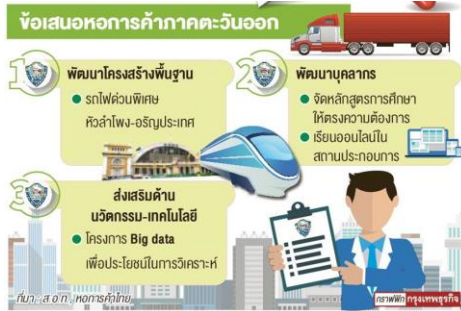 ข้อเสนอหอการค้าภาคตะวันออก
1
พัฒนาโครงสร้างพื้นฐาน
● รถไฟด่วนพิเศษ
หัวลำโพง-อรัญประเทศ
2
พัฒนาบุคลากร
● จัดหลักสูตรการศึกษา
ให้ตรงความต้องการ
● เรียนออนไลน์ใน
สถานประกอบการ
3
ส่งเสริมด้าน
นวัตกรรม-เทคโนโลยี
● โครงการ Big data
เพื่อประโยชน์ในการวิเคราะห์
ที่มา : ส.อ.ท., หอการค้าไทย
กราฟฟิก กรุงเทพธุรกิจ